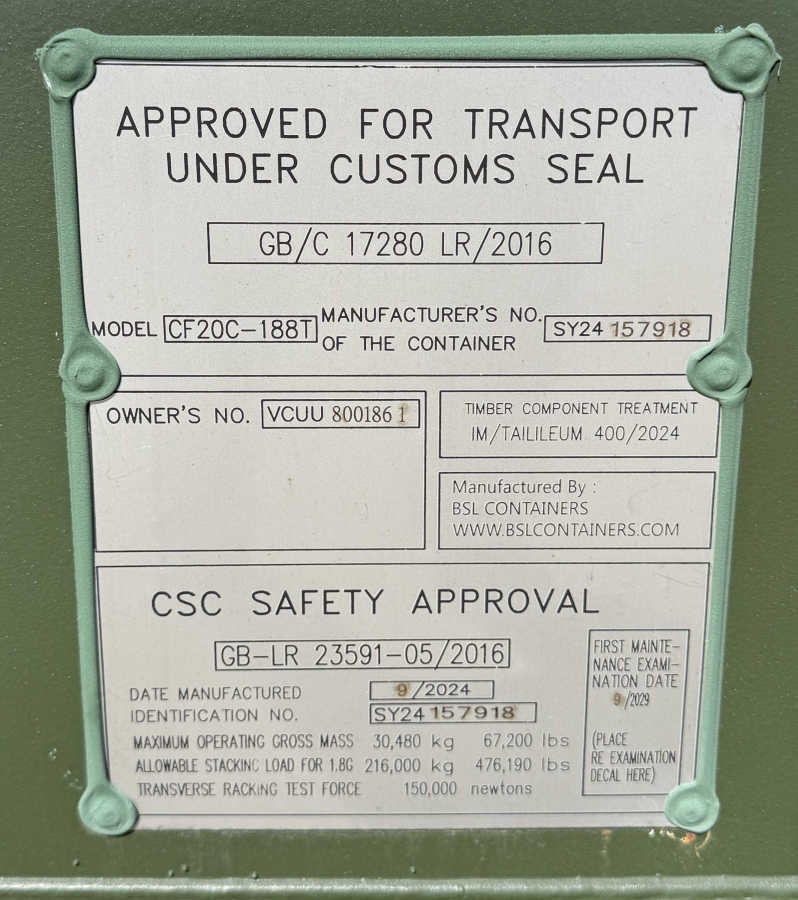 APPROVED FOR TRANSPORT
UNDER CUSTOMS SEAL
GB/C 17280 LR/2016
MODEL CF20C-188T
MANUFACTURER'S NO.
OF THE CONTAINER
SY24 157918
OWNER'S NO. VCUU 800186 1
TIMBER COMPONENT TREATMENT
IM/TAILILEUM 400/2024
Manufactured By :
BSL CONTAINERS
WWW.BSLCONTAINERS.COM
CSC SAFETY APPROVAL
GB-LR 23591-05/2016
DATE MANUFACTURED 9/2024
IDENTIFICATION NO. SY24 157918
MAXIMUM OPERATING GROSS MASS 30,480 kg 67,200 lbs
ALLOWABLE STACKING LOAD FOR 1.8G 216,000 kg 476,190 lbs
TRANSVERSE RACKING TEST FORCE 150,000 newtons
FIRST MAINTE-
NANCE EXAMI-
NATION DATE
9/2029
(PLACE
RE EXAMINATION
DECAL HERE)